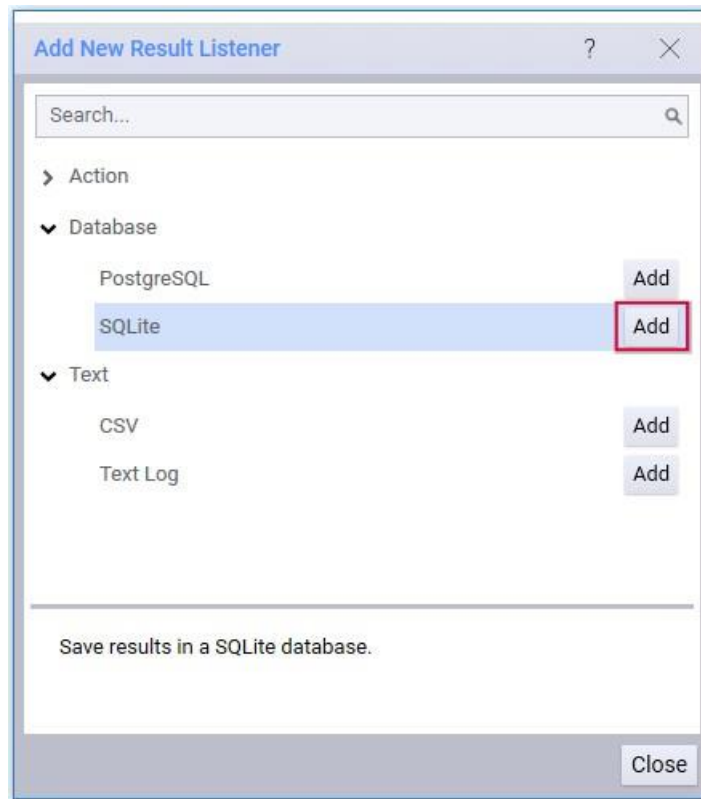 Add New Result Listener ?
Search...
Action
Database
PostgreSQL Add
SQLite Add
Text
CSV Add
Text Log Add
Save results in a SQLite database.
Close